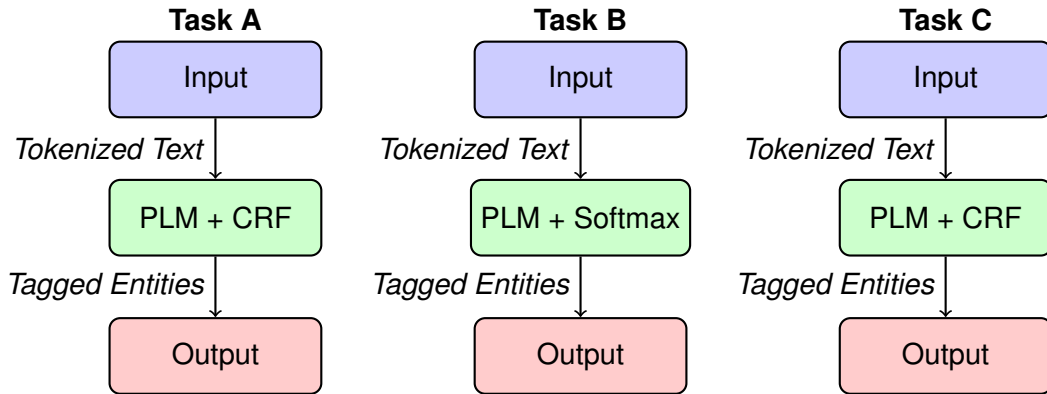 Task A
Task B
Task C
Input
Input
Input
Tokenized Text
Tokenized Text
Tokenized Text
PLM + CRF
PLM + Softmax
PLM + CRF
Tagged Entities
Tagged Entities
Tagged Entities
Output
Output
Output